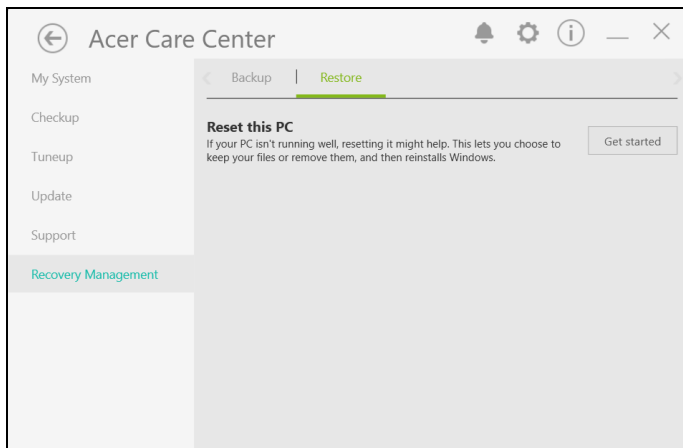 Acer Care Center
My System
Backup
Restore
Checkup
Reset this PC
If your PC isn't running well, resetting it might help. This lets you choose to
keep your files or remove them, and then reinstalls Windows.
Get started
Tuneup
Update
Support
Recovery Management